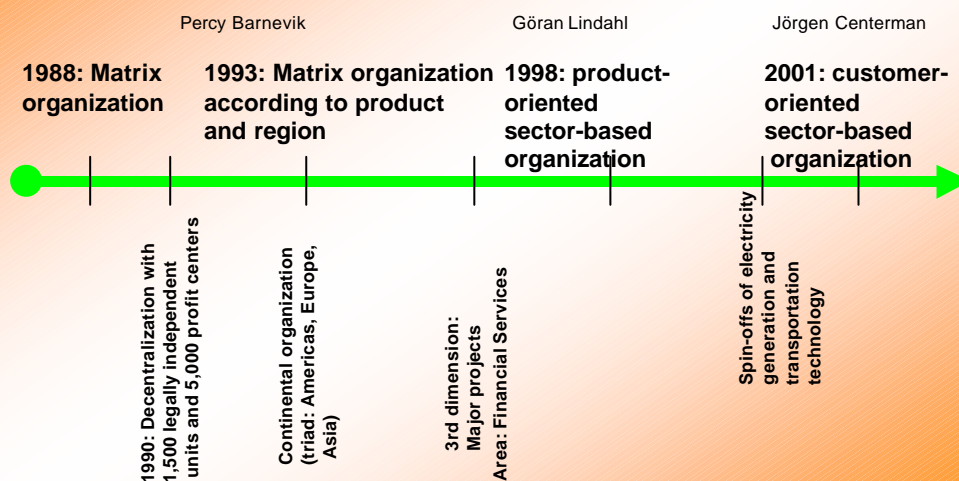 Percy Barnevik
Göran Lindahl
Jörgen Centerman
1988: Matrix
organization
1993: Matrix organization
according to product
and region
1998: product-
oriented
sector-based
organization
2001: customer-
oriented
sector-based
organization
1990: Decentralization with
1,500 legally independent
units and 5,000 profit centers
Continental organization
(triad: Americas, Europe,
Asia)
3rd dimension:
Major projects
Area: Financial Services
Spin-offs of electricity
generation and
transportation
technology